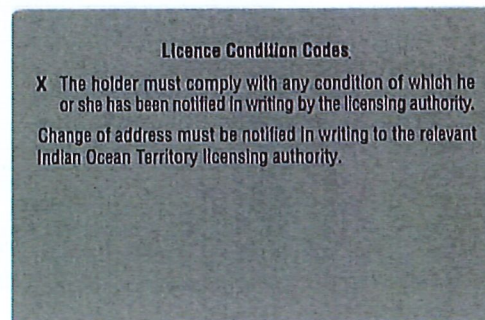 Licence Condition Codes
X The holder must comply with any condition of which he
or she has been notified in writing by the licensing authority.
Change of address must be notified in writing to the relevant
Indian Ocean Territory licensing authority.